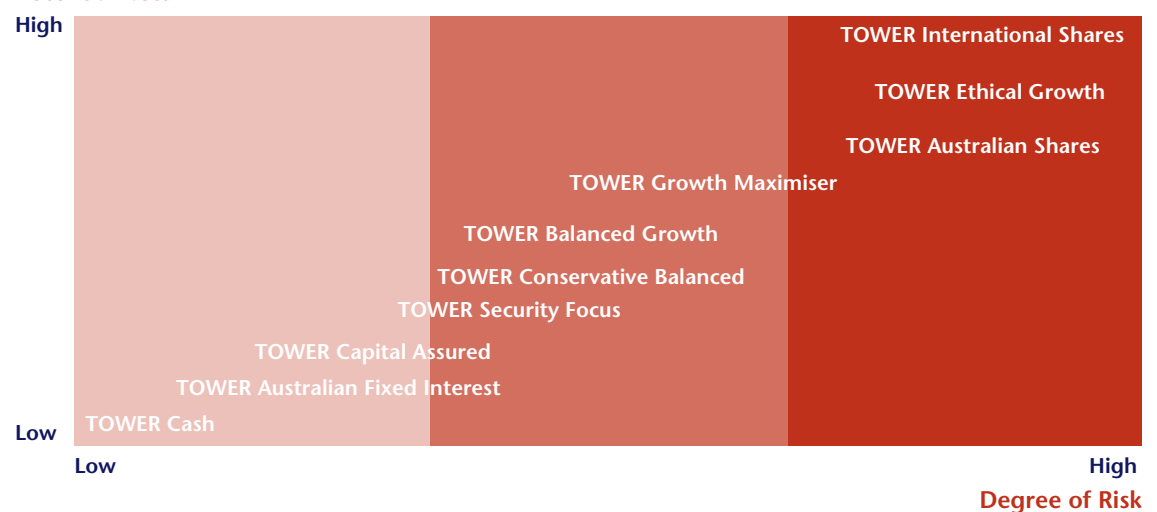 High
TOWER International Shares
TOWER Ethical Growth
TOWER Australian Shares
TOWER Growth Maximiser
TOWER Balanced Growth
TOWER Conservative Balanced
TOWER Security Focus
TOWER Capital Assured
TOWER Australian Fixed Interest
TOWER Cash
Low
Low
High
Degree of Risk